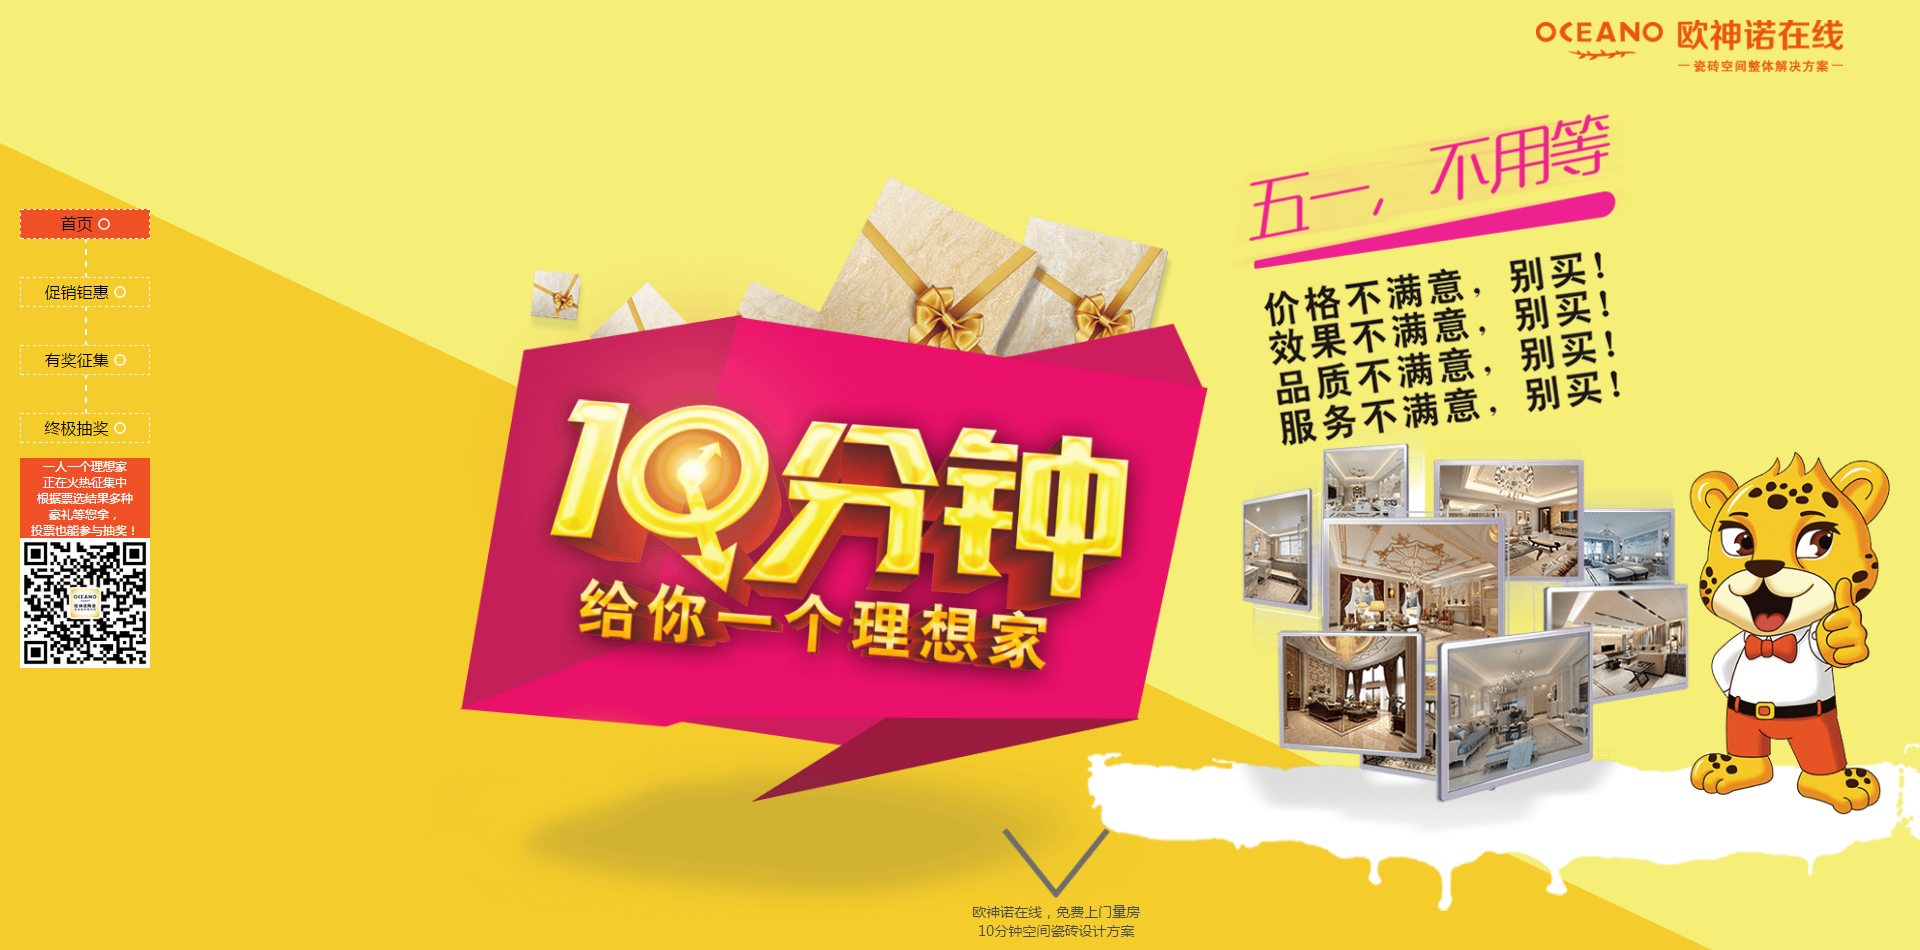 OCEANO 欧神诺在线
瓷砖空间整体解决方案
五一，不用等
价格不满意，别买！
效果不满意，别买！
品质不满意，别买！
服务不满意，别买！
首页
促销钜惠
有奖征集
终极抽奖
一人一个理想家
正在火热征集中
根据票选结果多种
豪礼等您拿，
投票也能参与抽奖！
OCEANO
10分钟
给你一个理想家
欧神诺在线，免费上门量房
10分钟空间瓷砖设计方案